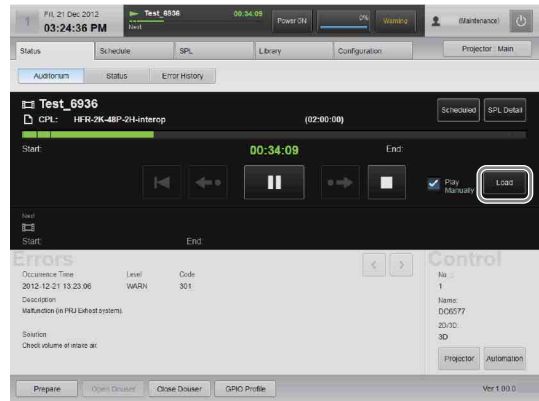 1
Fri, 21 Dec 2012
03:24:36 PM
Test_6936
00:34:09
Next
Power ON
0%
Warning
(Maintenance)
Status
Schedule
SPL
Library
Configuration
Projector : Main
Auditorium
Status
Error History
Test_6936
CPL: HFR-2K-48P-2H-interop
(02:00:00)
Scheduled
SPL Detail
Start:
00:34:09
End:
Play Manually
Load
Next
Start:
End:
Errors
Occurrence Time
Level
Code
2012-12-21 13:23:06
WARN
301
Description
Malfunction (in PRJ Exhost system).
Solution
Check volume of intake air.
Control
No. :
1
Name:
DC6577
2D/3D:
3D
Projector
Automation
Prepare
Open Douser
Close Douser
GPIO Profile
Ver 1.00.0